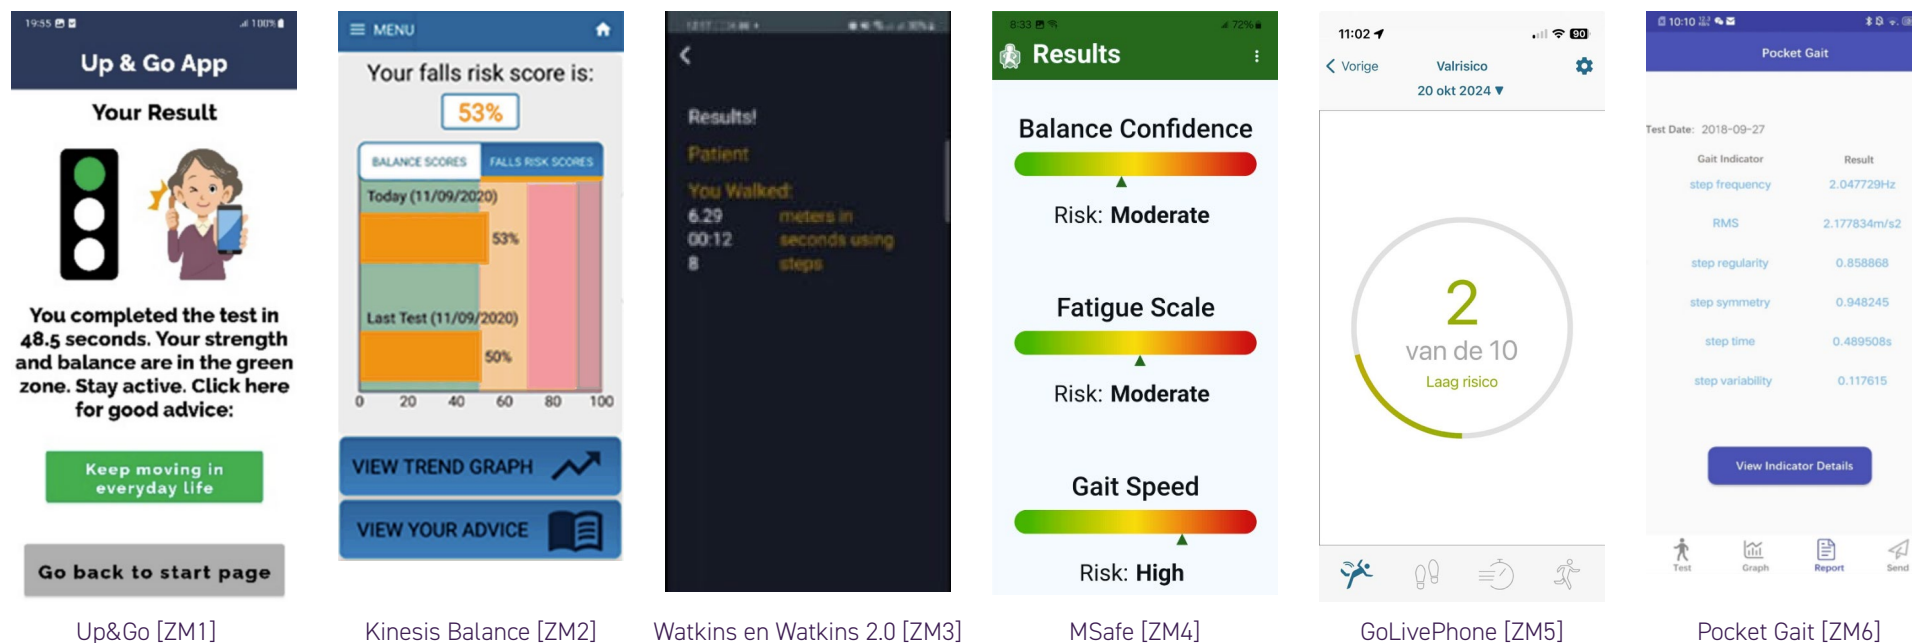 19:55
100%
Up & Go App
Your Result
You completed the test in
48.5 seconds. Your strength
and balance are in the green
zone. Stay active. Click here
for good advice:
Keep moving in
everyday life
Go back to start page
Up&Go [ZM1]
MENU
Your falls risk score is:
53%
BALANCE SCORES FALLS RISK SCORES
Today (11/09/2020)
53%
Last Test (11/09/2020)
50%
0 20 40 60 80 100
VIEW TREND GRAPH
VIEW YOUR ADVICE
Kinesis Balance [ZM2]
Results!
Patient
You Walked:
6.29 meters in
00:12 seconds using
8 steps
Watkins en Watkins 2.0 [ZM3]
8:33
72%
Results
Balance Confidence
Risk: Moderate
Fatigue Scale
Risk: Moderate
Gait Speed
Risk: High
MSafe [ZM4]
11:02
90
Vorige
Valrisico
20 okt 2024 ▼
2
van de 10
Laag risico
GoLivePhone [ZM5]
10:10
Pocket Gait
Test Date: 2018-09-27
Gait Indicator Result
step frequency 2.047729Hz
RMS 2.177834m/s2
step regularity 0.858868
step symmetry 0.948245
step time 0.489508s
step variability 0.117615
View Indicator Details
Test Graph Report Send
Pocket Gait [ZM6]